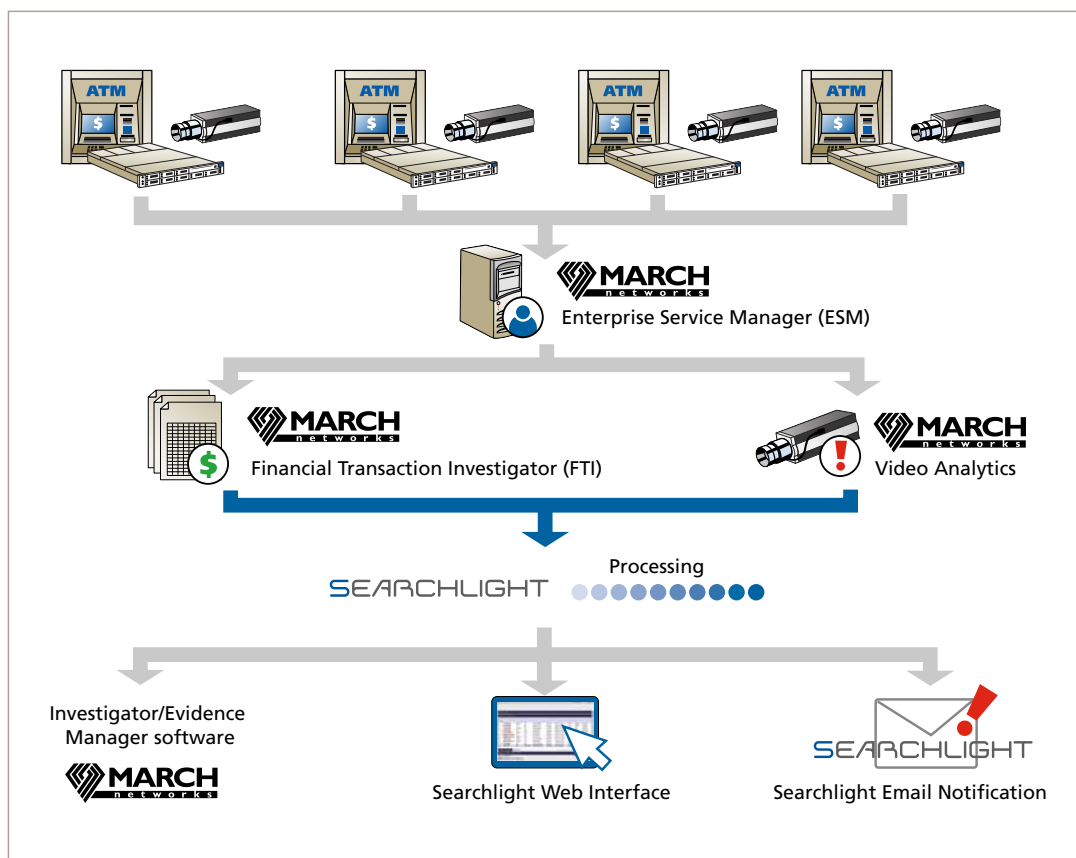 ATM
ATM
ATM
ATM
$
$
$
$
MARCH
networks
Enterprise Service Manager (ESM)
MARCH
networks
$
Financial Transaction Investigator (FTI)
MARCH
networks
!
Video Analytics
Processing
SEARCHLIGHT
Investigator/Evidence
Manager software
MARCH
networks
Searchlight Web Interface
!
SEARCHLIGHT
Searchlight Email Notification